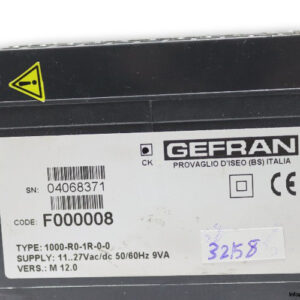 CK
GEFRAN
PROVAGLIO D'ISEO (BS) ITALIA
SN: 04068371
CODE: F000008
CE
32158
TYPE: 1000-R0-1R-0-0
SUPPLY: 11..27Vac/dc 50/60Hz 9VA
VERS.: M 12.0